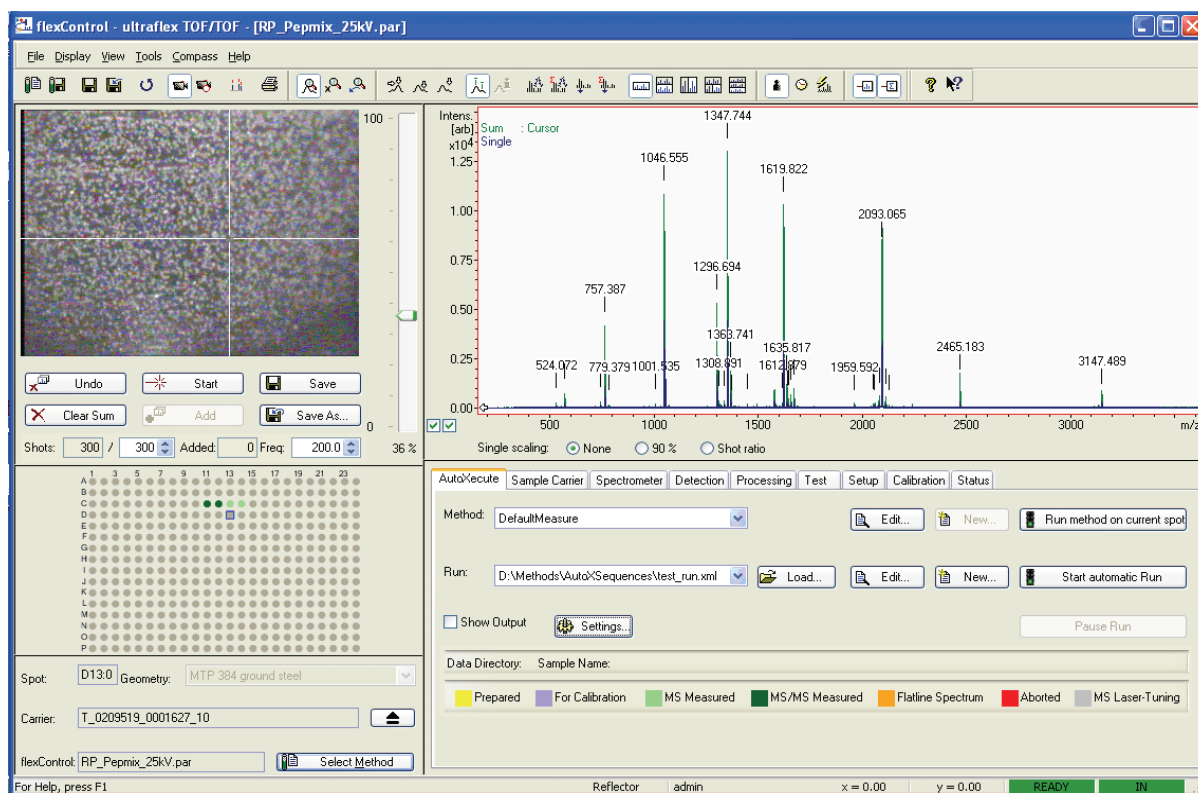 flexControl - ultraflex TOF/TOF - [RP_Pepmix_25kV.par]
File Display View Tools Compass Help
100
0
36 %
Undo Start Save
Clear Sum Add Save As...
Shots: 300 / 300 Added: 0 Freq: 200.0
Intens.
[arb]
x10⁴
Sum : Cursor
Single
1.25
1.00
0.75
0.50
0.25
0.00
1347.744
1046.555
1619.822
2093.065
1296.694
757.387
1363.741
1635.817
2465.183
524.072
779.379
1001.535
1308.891
1959.592
3147.489
500 1000 1500 2000 2500 3000 m/z
Single scaling: None 90 % Shot ratio
1 3 5 7 9 11 13 15 17 19 21 23
A
B
C
D
E
F
G
H
I
J
K
L
M
N
O
P
Spot: D13:0 Geometry: MTP 384 ground steel
Carrier: T_0209519_0001627_10
flexControl: RP_Pepmix_25kV.par Select Method
AutoXecute Sample Carrier Spectrometer Detection Processing Test Setup Calibration Status
Method: DefaultMeasure Edit... New... Run method on current spot
Run: D:\Methods\AutoXSequences\test_run.xml Load... Edit... New... Start automatic Run
Show Output Settings... Pause Run
Data Directory: Sample Name:
Prepared For Calibration MS Measured MS/MS Measured Flatline Spectrum Aborted MS Laser-Tuning
For Help, press F1 Reflector admin x = 0.00 y = 0.00 READY IN